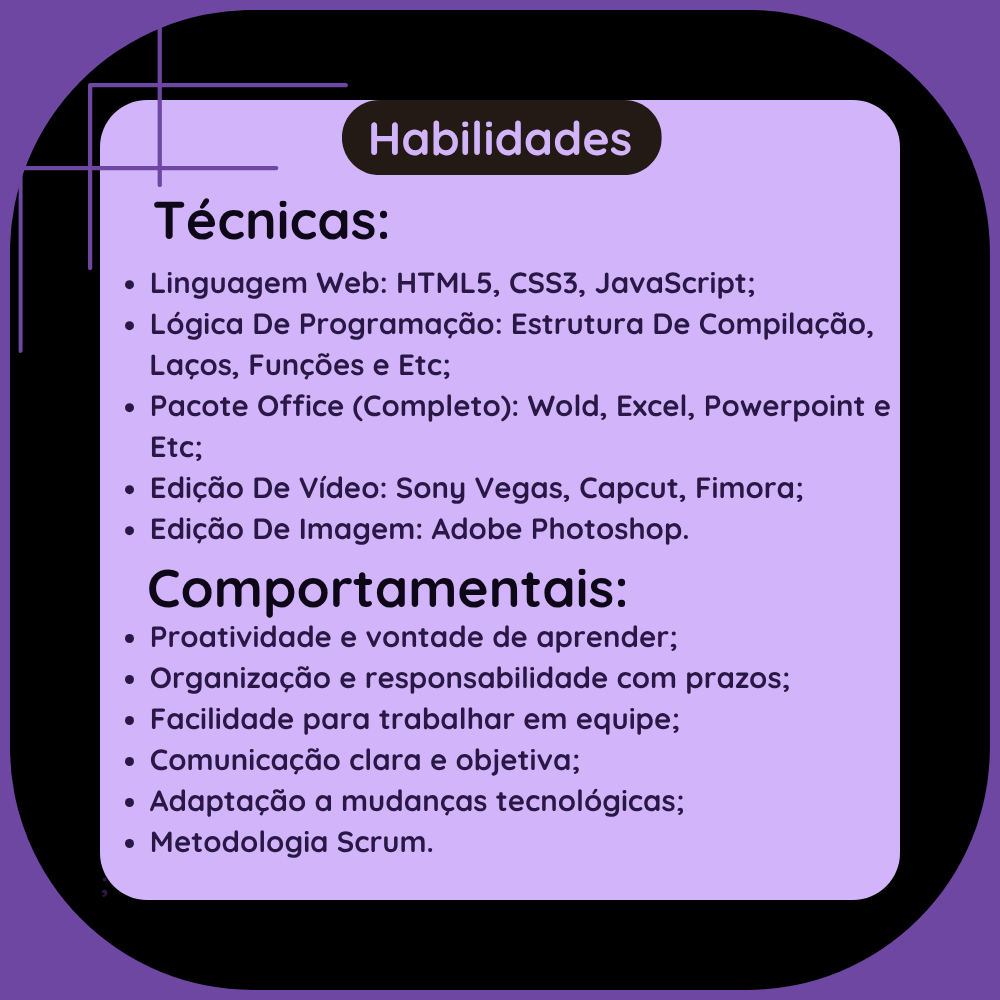 Habilidades
Técnicas:
• Linguagem Web: HTML5, CSS3, JavaScript;
• Lógica De Programação: Estrutura De Compilação,
Laços, Funções e Etc;
• Pacote Office (Completo): Wold, Excel, Powerpoint e
Etc;
• Edição De Vídeo: Sony Vegas, Capcut, Fimora;
• Edição De Imagem: Adobe Photoshop.
Comportamentais:
• Proatividade e vontade de aprender;
• Organização e responsabilidade com prazos;
• Facilidade para trabalhar em equipe;
• Comunicação clara e objetiva;
• Adaptação a mudanças tecnológicas;
• Metodologia Scrum.
;